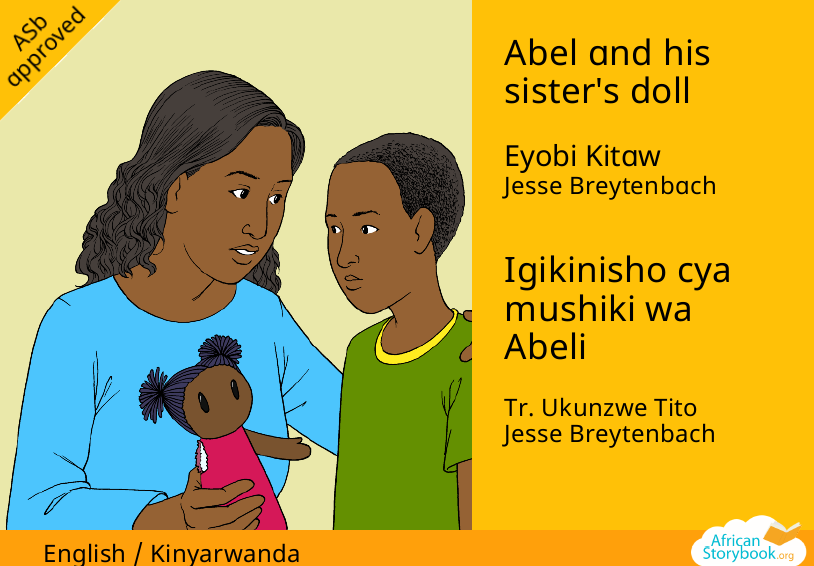 ASb
approved
Abel and his
sister's doll
Eyobi Kitaw
Jesse Breytenbach
Igikinisho cya
mushiki wa
Abeli
Tr. Ukunzwe Tito
Jesse Breytenbach
English / Kinyarwanda
African
Storybook.org